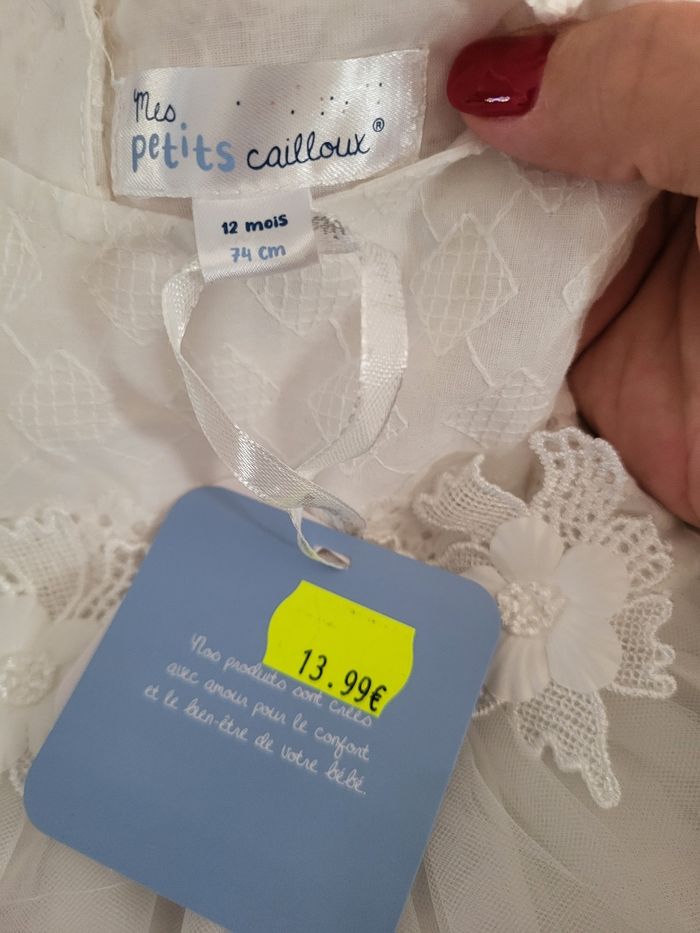 Mes
petits cailloux®
12 mois
74 cm
13.99€
Nos produits sont créés
avec amour pour le confort
et le bien-être de votre bébé.